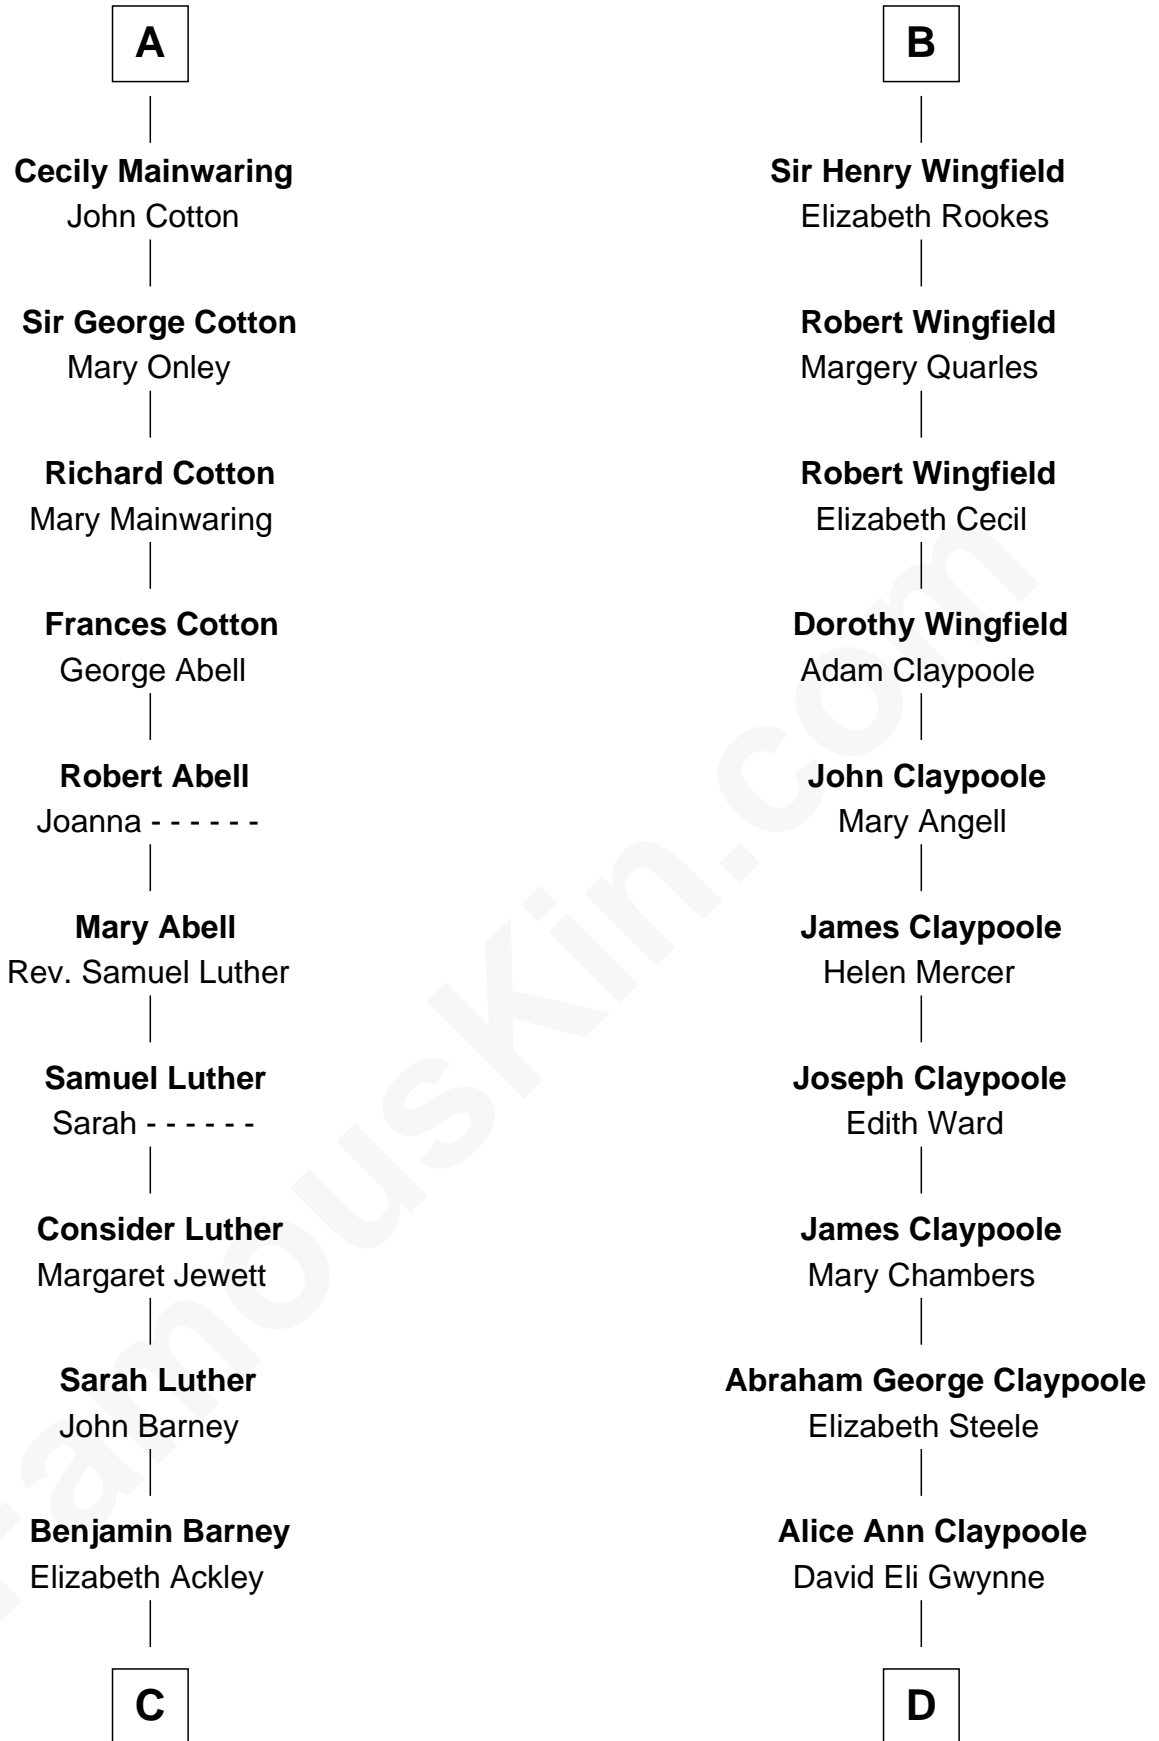 A
Cecily Mainwaring
John Cotton
Sir George Cotton
Mary Onley
Richard Cotton
Mary Mainwaring
Frances Cotton
George Abell
Robert Abell
Joanna - - - - - -
Mary Abell
Rev. Samuel Luther
Samuel Luther
Sarah - - - - - -
Consider Luther
Margaret Jewett
Sarah Luther
John Barney
Benjamin Barney
Elizabeth Ackley
C
B
Sir Henry Wingfield
Elizabeth Rookes
Robert Wingfield
Margery Quarles
Robert Wingfield
Elizabeth Cecil
Dorothy Wingfield
Adam Claypoole
John Claypoole
Mary Angell
James Claypoole
Helen Mercer
Joseph Claypoole
Edith Ward
James Claypoole
Mary Chambers
Abraham George Claypoole
Elizabeth Steele
Alice Ann Claypoole
David Eli Gwynne
D
FamousKin.com